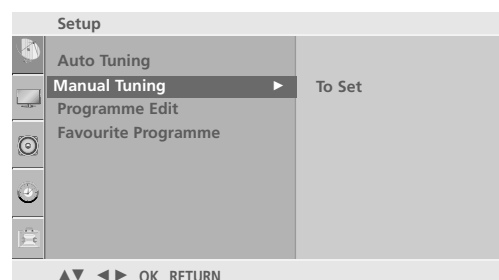 Setup
Auto Tuning
Manual Tuning ► To Set
Programme Edit
Favourite Programme
▲▼ ◄► OK RETURN